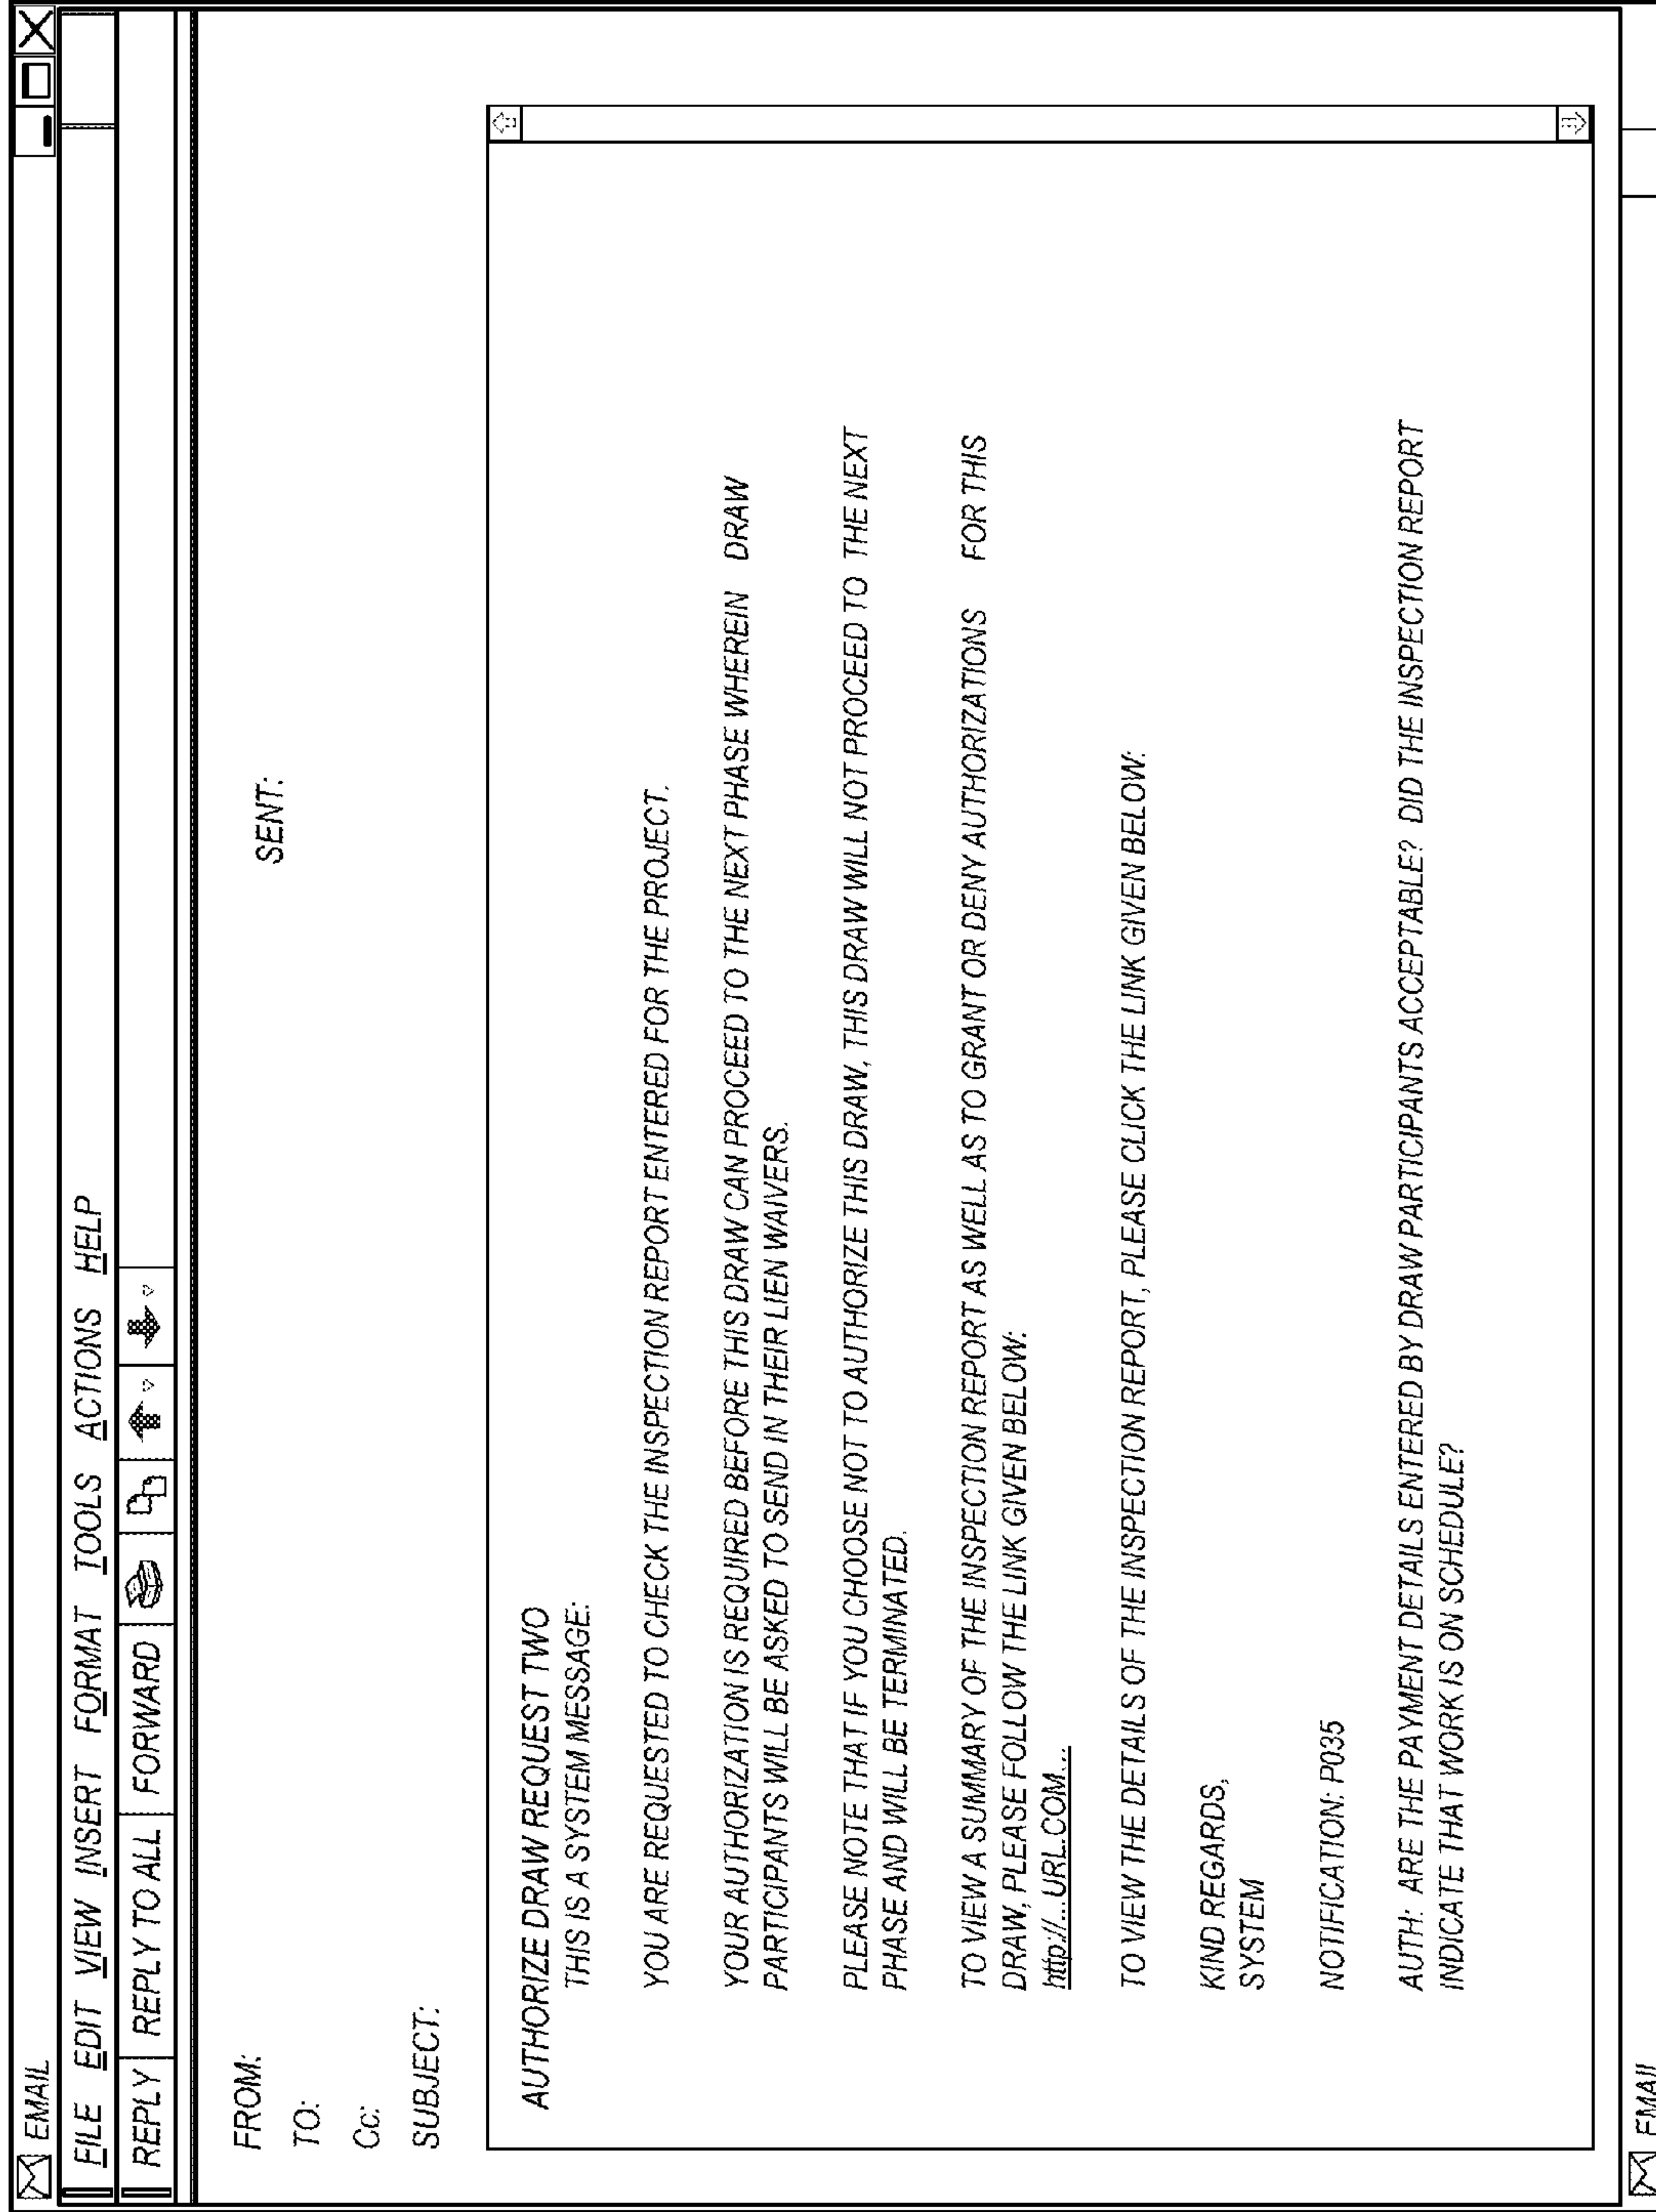 EMAIL
FILE EDIT VIEW INSERT FORMAT TOOLS ACTIONS HELP
REPLY REPLY TO ALL FORWARD
FROM:
SENT:
TO:
Cc:
SUBJECT:
AUTHORIZE DRAW REQUEST TWO
THIS IS A SYSTEM MESSAGE:
YOU ARE REQUESTED TO CHECK THE INSPECTION REPORT ENTERED FOR THE PROJECT.
YOUR AUTHORIZATION IS REQUIRED BEFORE THIS DRAW CAN PROCEED TO THE NEXT PHASE WHEREIN DRAW
PARTICIPANTS WILL BE ASKED TO SEND IN THEIR LIEN WAIVERS.
PLEASE NOTE THAT IF YOU CHOOSE NOT TO AUTHORIZE THIS DRAW, THIS DRAW WILL NOT PROCEED TO THE NEXT
PHASE AND WILL BE TERMINATED.
TO VIEW A SUMMARY OF THE INSPECTION REPORT AS WELL AS TO GRANT OR DENY AUTHORIZATIONS FOR THIS
DRAW, PLEASE FOLLOW THE LINK GIVEN BELOW:
http://... URL.COM...
TO VIEW THE DETAILS OF THE INSPECTION REPORT, PLEASE CLICK THE LINK GIVEN BELOW:
KIND REGARDS,
SYSTEM
NOTIFICATION: P035
AUTH: ARE THE PAYMENT DETAILS ENTERED BY DRAW PARTICIPANTS ACCEPTABLE? DID THE INSPECTION REPORT
INDICATE THAT WORK IS ON SCHEDULE?
EMAIL